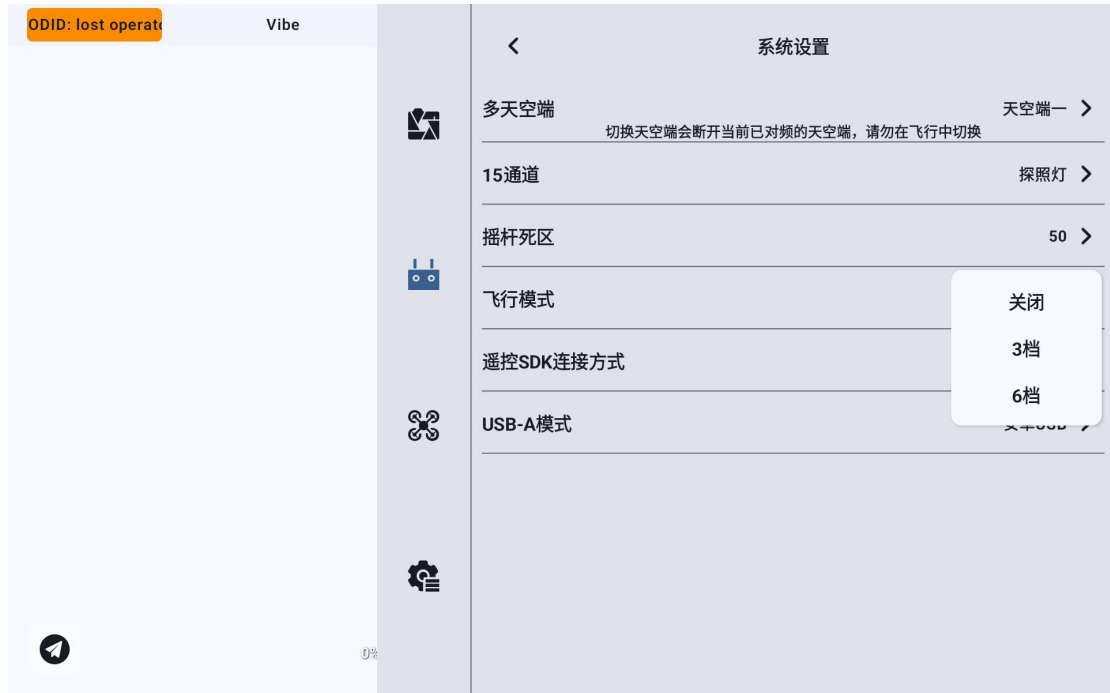 ODID: lost operat
Vibe
系统设置
多天空端
天空端一
切换天空端会断开当前已对频的天空端，请勿在飞行中切换
15通道
探照灯
摇杆死区
50
飞行模式
关闭
3档
遥控SDK连接方式
6档
USB-A模式
0%